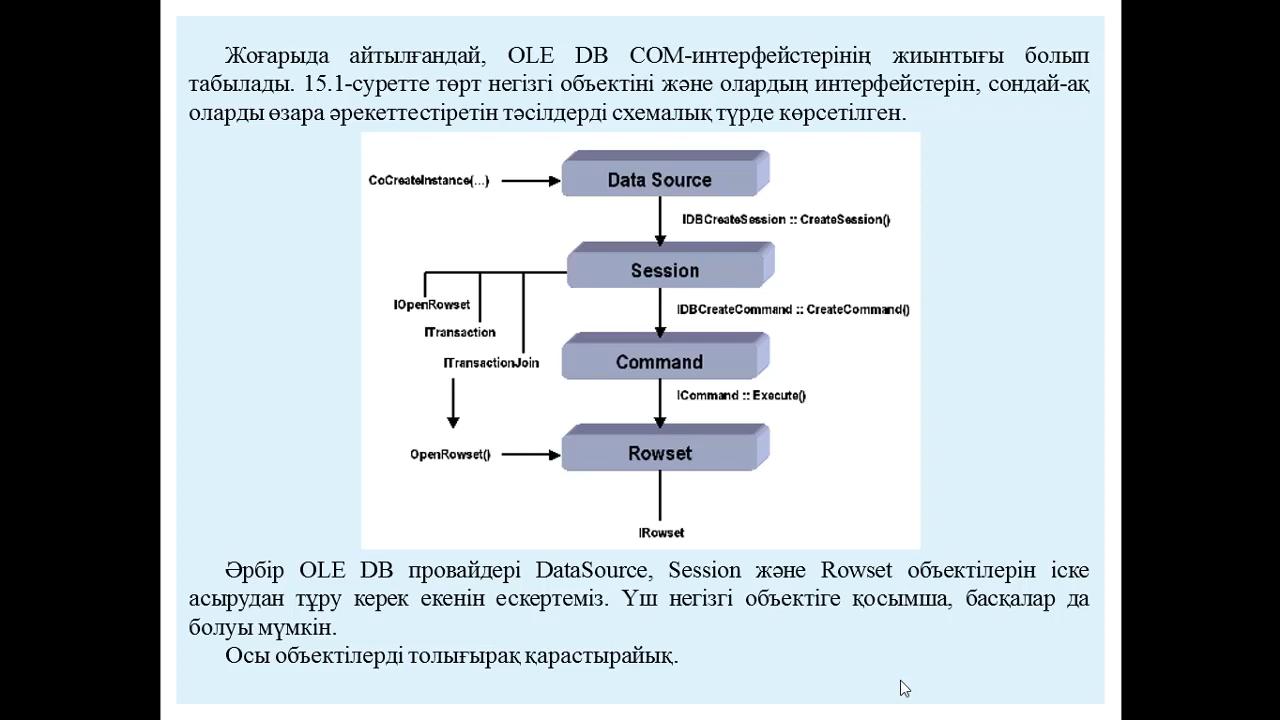 Жоғарыда айтылғандай, OLE DB COM-интерфейстерінің жиынтығы болып
табылады. 15.1-суретте төрт негізгі объектіні және олардың интерфейстерін, сондай-ақ
оларды өзара әрекеттестіретін тәсілдерді схемалық түрде көрсетілген.
CoCreateInstance(...)
Data Source
IDBCreateSession :: CreateSession()
Session
IOpenRowset
IDBCreateCommand :: CreateCommand()
ITransaction
ITransactionJoin
Command
ICommand :: Execute()
OpenRowset()
Rowset
IRowset
Әрбір OLE DB провайдері DataSource, Session және Rowset объектілерін іске
асырудан тұру керек екенін ескертеміз. Үш негізгі объектіге қосымша, басқалар да
болуы мүмкін.
Осы объектілерді толығырақ қарастырайық.